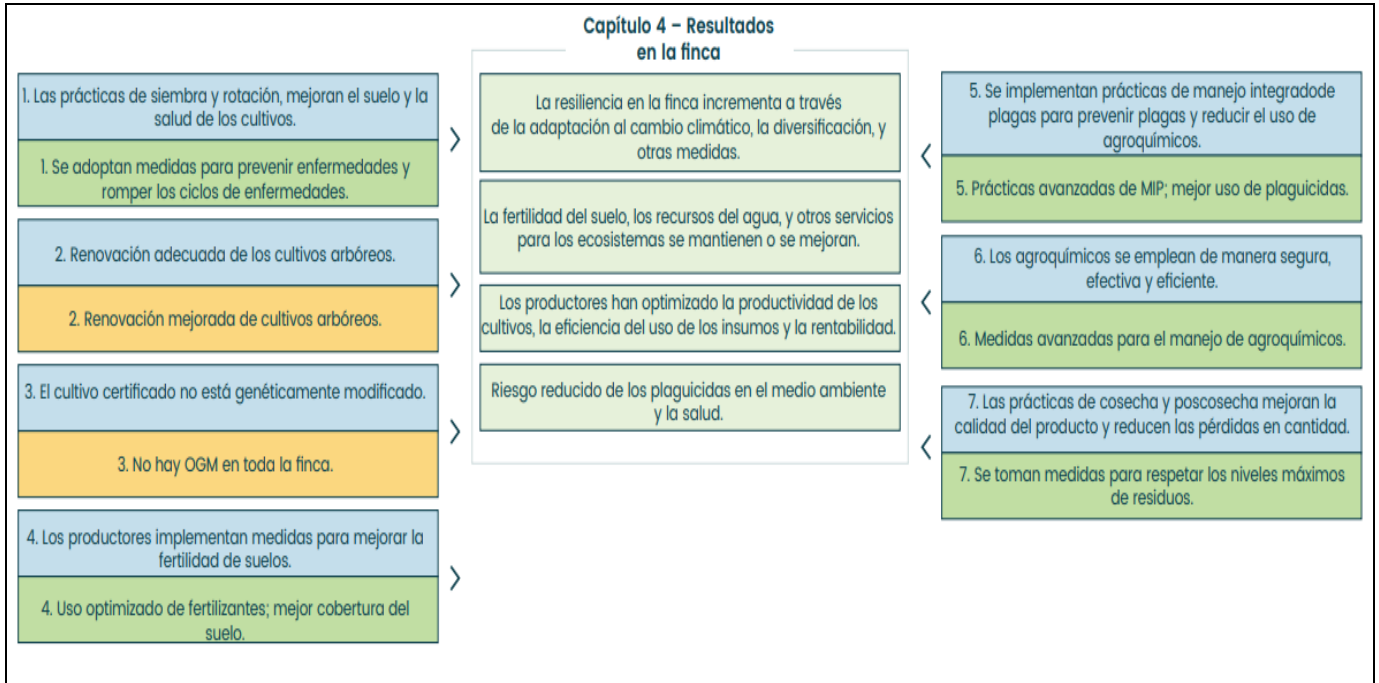 Capítulo 4 – Resultados
en la finca
1. Las prácticas de siembra y rotación, mejoran el suelo y la
salud de los cultivos.
1. Se adoptan medidas para prevenir enfermedades y
romper los ciclos de enfermedades.
2. Renovación adecuada de los cultivos arbóreos.
2. Renovación mejorada de cultivos arbóreos.
3. El cultivo certificado no está genéticamente modificado.
3. No hay OGM en toda la finca.
4. Los productores implementan medidas para mejorar la
fertilidad de suelos.
4. Uso optimizado de fertilizantes; mejor cobertura del
suelo.
La resiliencia en la finca incrementa a través
de la adaptación al cambio climático, la diversificación, y
otras medidas.
La fertilidad del suelo, los recursos del agua, y otros servicios
para los ecosistemas se mantienen o se mejoran.
Los productores han optimizado la productividad de los
cultivos, la eficiencia del uso de los insumos y la rentabilidad.
Riesgo reducido de los plaguicidas en el medio ambiente
y la salud.
5. Se implementan prácticas de manejo integradode
plagas para prevenir plagas y reducir el uso de
agroquímicos.
5. Prácticas avanzadas de MIP; mejor uso de plaguicidas.
6. Los agroquímicos se emplean de manera segura,
efectiva y eficiente.
6. Medidas avanzadas para el manejo de agroquímicos.
7. Las prácticas de cosecha y poscosecha mejoran la
calidad del producto y reducen las pérdidas en cantidad.
7. Se toman medidas para respetar los niveles máximos
de residuos.